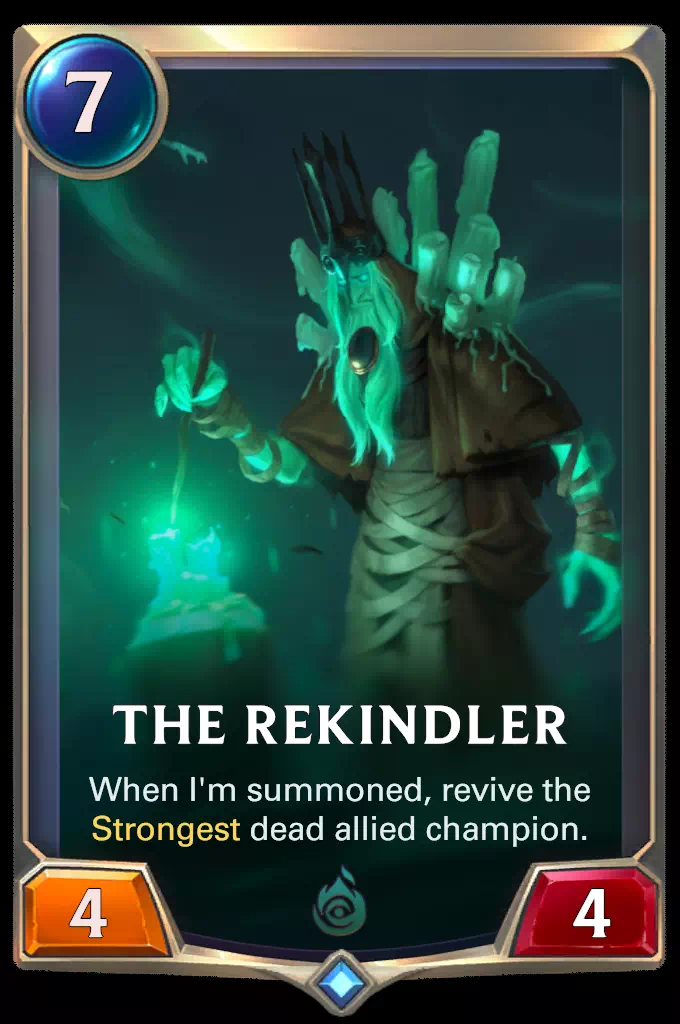 7
THE REKINDLER
When I'm summoned, revive the
Strongest dead allied champion.
4
4